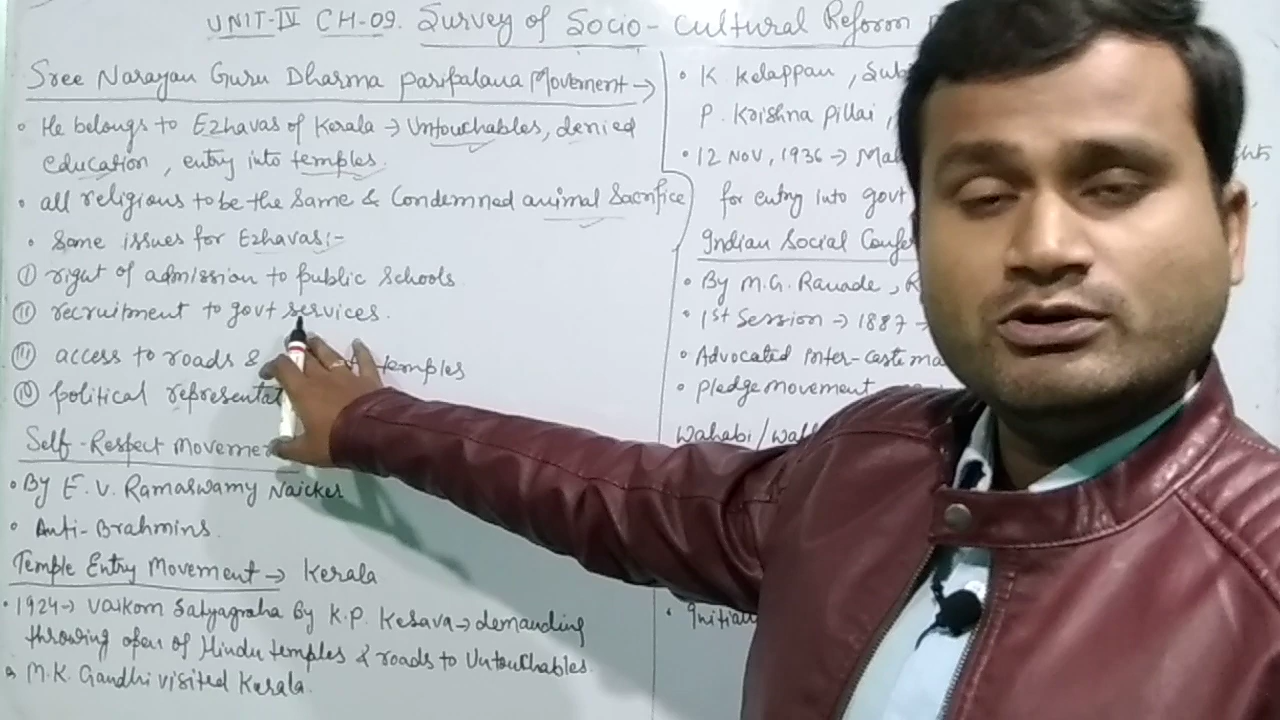 UNIT-IV CH-09. Survey of Socio-Cultural Reform
Sree Narayan Guru Dharma Paripalana Movement →
• He belongs to Ezhavas of Kerala → Untouchables, denied
education, entry into temples.
• all religious to be the same & Condemned animal Sacrifice
• Some issues for Ezhavas:-
(I) right of admission to public schools
(II) recruitment to govt services.
(III) access to roads & temples
(IV) political
Self-Respect
• By E.V. Ramaswamy Naicker
• Anti-Brahmins.
Temple Entry Movement → Kerala
• 1924 → Vaikom Satyagraha By K.P. Kesava → demanding
throwing open of Hindu temples & roads to Untouchables.
• M.K. Gandhi visited Kerala.
• K. Kelappan,
P. Krishna Pillai,
• 12 Nov, 1936 →
for entry into govt
Indian Social
• By M.G. Ranade,
• 1st Session → 1887 →
• Advocated Inter-caste
• Pledge movement
Wahabi/
•